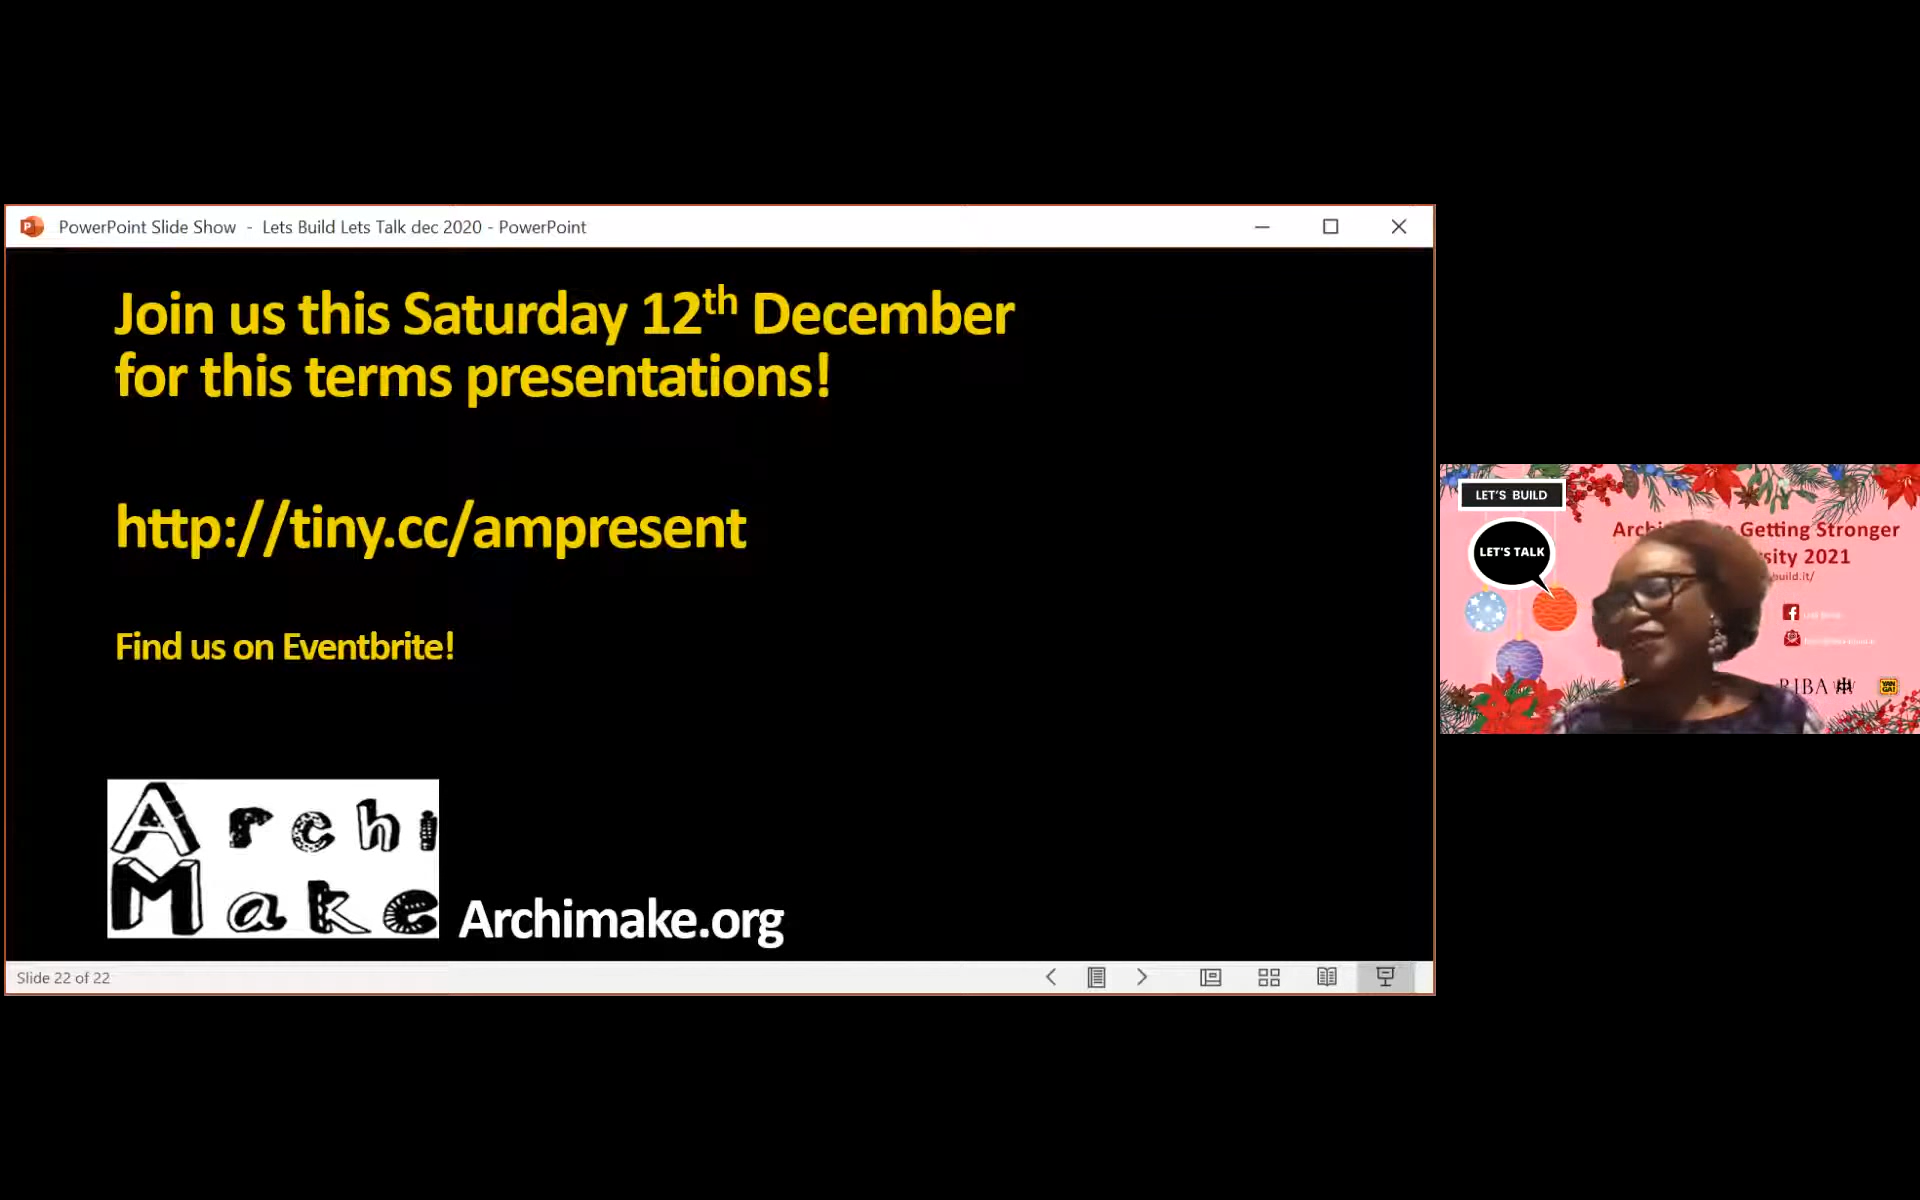 PowerPoint Slide Show - Lets Build Lets Talk dec 2020 - PowerPoint
Join us this Saturday 12th December
for this terms presentations!
http://tiny.cc/ampresent
Find us on Eventbrite!
Archi
Make
Archimake.org
Slide 22 of 22
LET'S BUILD
LET'S TALK
Getting Stronger
2021
RIBA